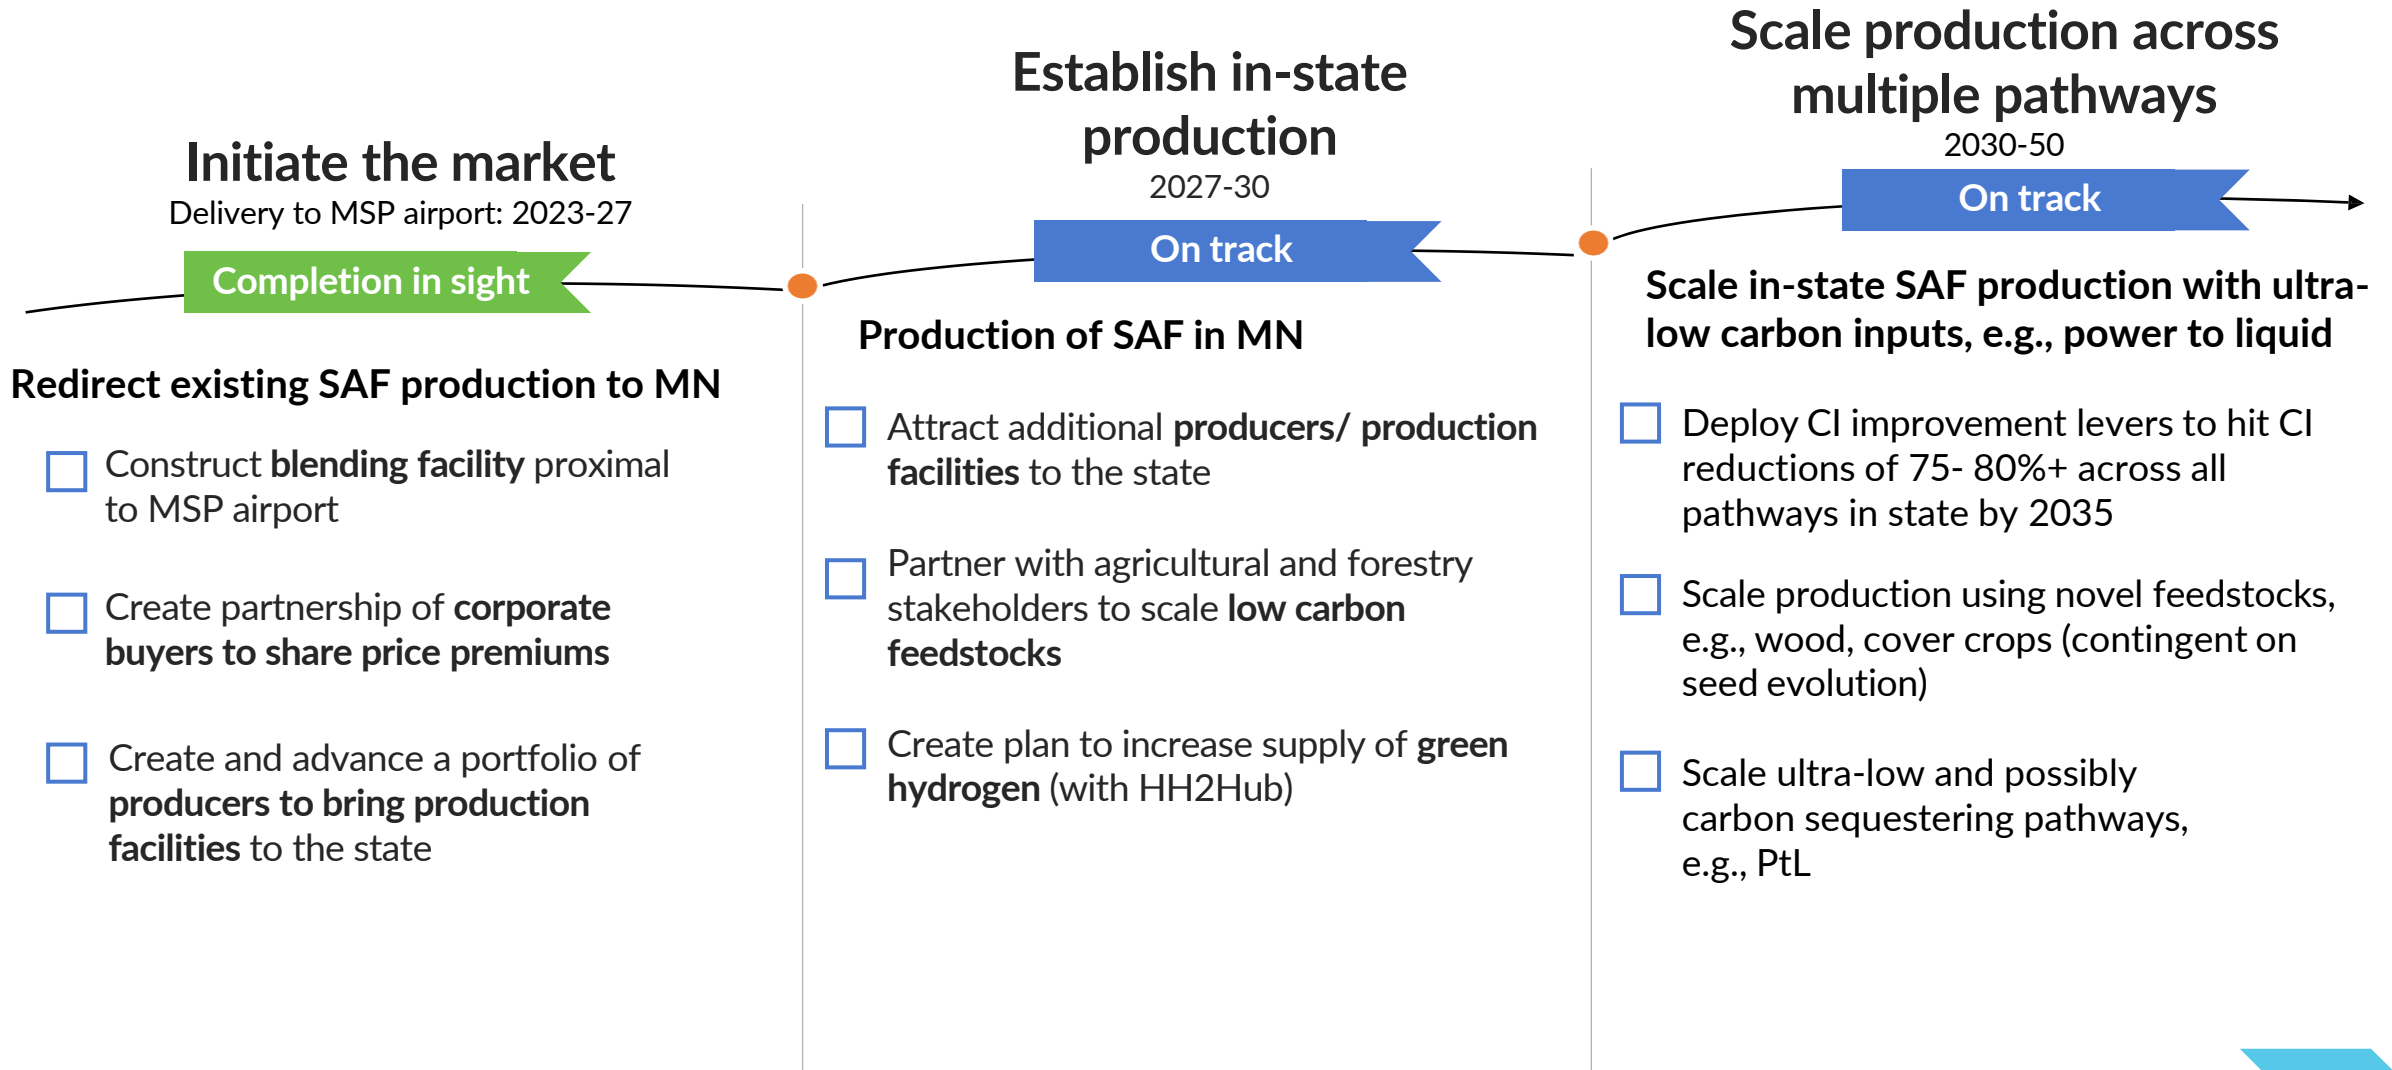 Initiate the market
Delivery to MSP airport: 2023-27
Completion in sight
Redirect existing SAF production to MN
Construct blending facility proximal
to MSP airport
Create partnership of corporate
buyers to share price premiums
Create and advance a portfolio of
producers to bring production
facilities to the state
Establish in-state
production
2027-30
On track
Production of SAF in MN
Attract additional producers/ production
facilities to the state
Partner with agricultural and forestry
stakeholders to scale low carbon
feedstocks
Create plan to increase supply of green
hydrogen (with HH2Hub)
Scale production across
multiple pathways
2030-50
On track
Scale in-state SAF production with ultra-
low carbon inputs, e.g., power to liquid
Deploy CI improvement levers to hit CI
reductions of 75- 80%+ across all
pathways in state by 2035
Scale production using novel feedstocks,
e.g., wood, cover crops (contingent on
seed evolution)
Scale ultra-low and possibly
carbon sequestering pathways,
e.g., PtL